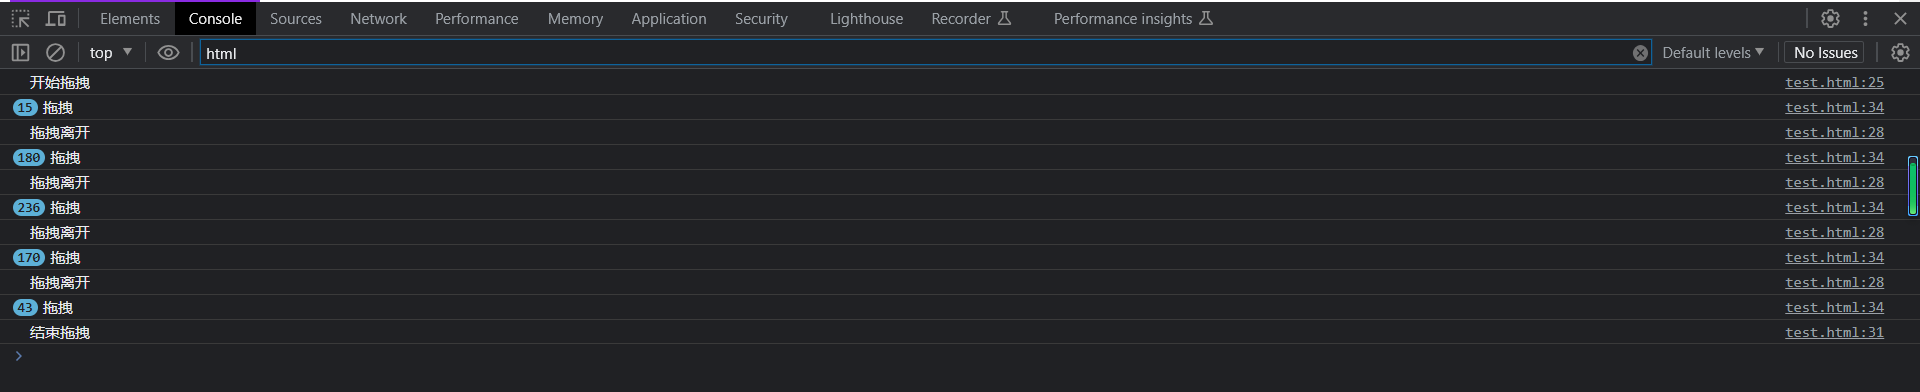 Elements Console Sources Network Performance Memory Application Security Lighthouse Recorder Performance insights
top html Default levels No Issues
开始拖拽 test.html:25
15 拖拽 test.html:34
拖拽离开 test.html:28
180 拖拽 test.html:34
拖拽离开 test.html:28
236 拖拽 test.html:34
拖拽离开 test.html:28
170 拖拽 test.html:34
拖拽离开 test.html:28
43 拖拽 test.html:34
结束拖拽 test.html:31